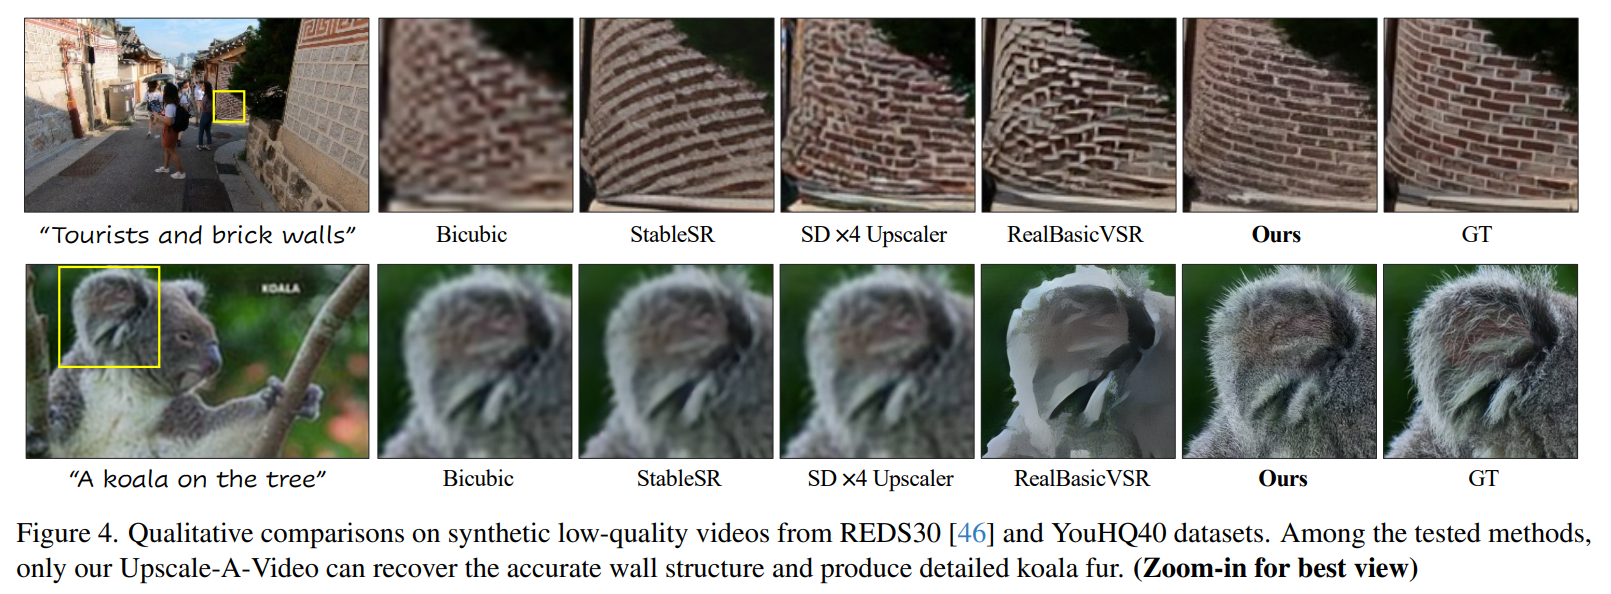 "Tourists and brick walls"
Bicubic
StableSR
SD ×4 Upscaler
RealBasicVSR
Ours
GT
KOALA
"A koala on the tree"
Bicubic
StableSR
SD ×4 Upscaler
RealBasicVSR
Ours
GT
Figure 4. Qualitative comparisons on synthetic low-quality videos from REDS30 [46] and YouHQ40 datasets. Among the tested methods,
only our Upscale-A-Video can recover the accurate wall structure and produce detailed koala fur. (Zoom-in for best view)